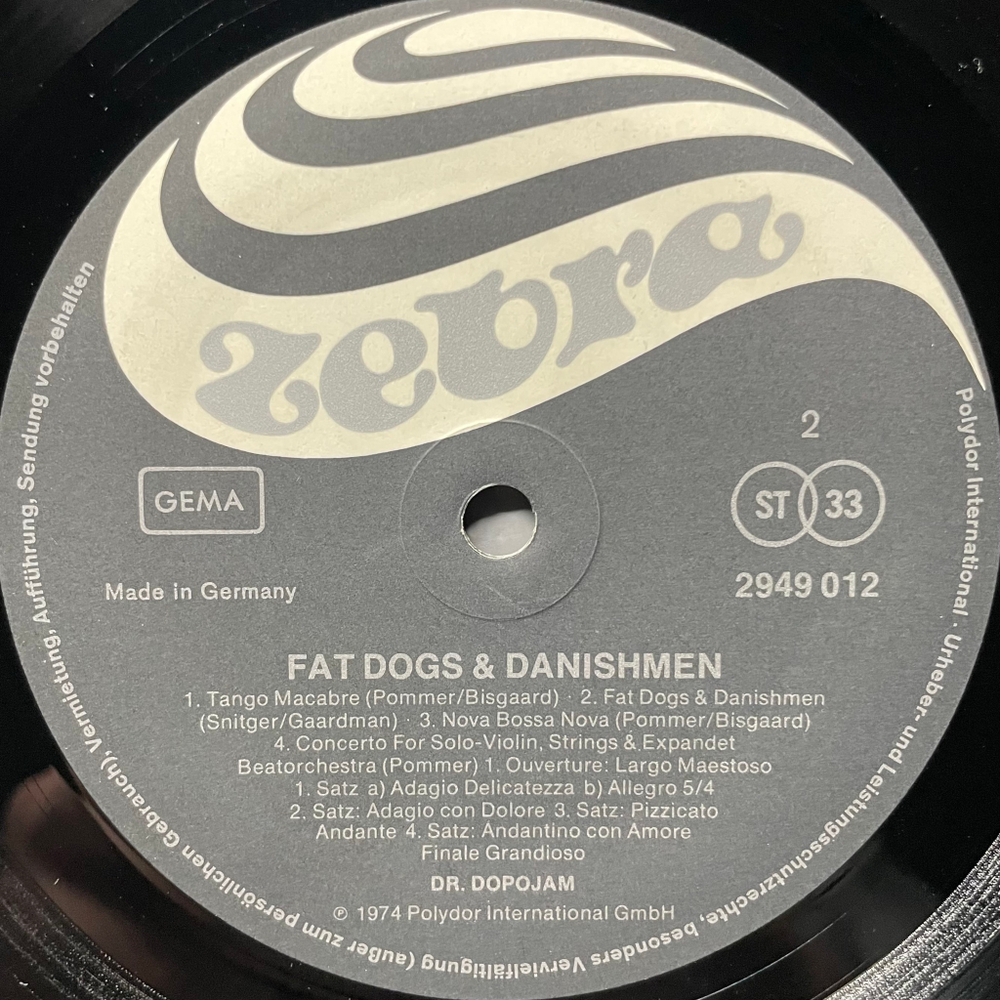 zebra
2
GEMA
ST 33
Made in Germany
2949 012
FAT DOGS & DANISHMEN
1. Tango Macabre (Pommer/Bisgaard) · 2. Fat Dogs & Danishmen
(Snitger/Gaardman) · 3. Nova Bossa Nova (Pommer/Bisgaard)
4. Concerto For Solo-Violin, Strings & Expandet
Beatorchestra (Pommer) 1. Ouverture: Largo Maestoso
1. Satz a) Adagio Delicatezza b) Allegro 5/4
2. Satz: Adagio con Dolore 3. Satz: Pizzicato
Andante 4. Satz: Andantino con Amore
Finale Grandioso
DR. DOPOJAM
℗ 1974 Polydor International GmbH
Polydor International · Urheber- und Leistungsschutzrechte, besonders Vervielfältigung (außer zum persönlichen Gebrauch), Vermietung, Aufführung, Sendung vorbehalten